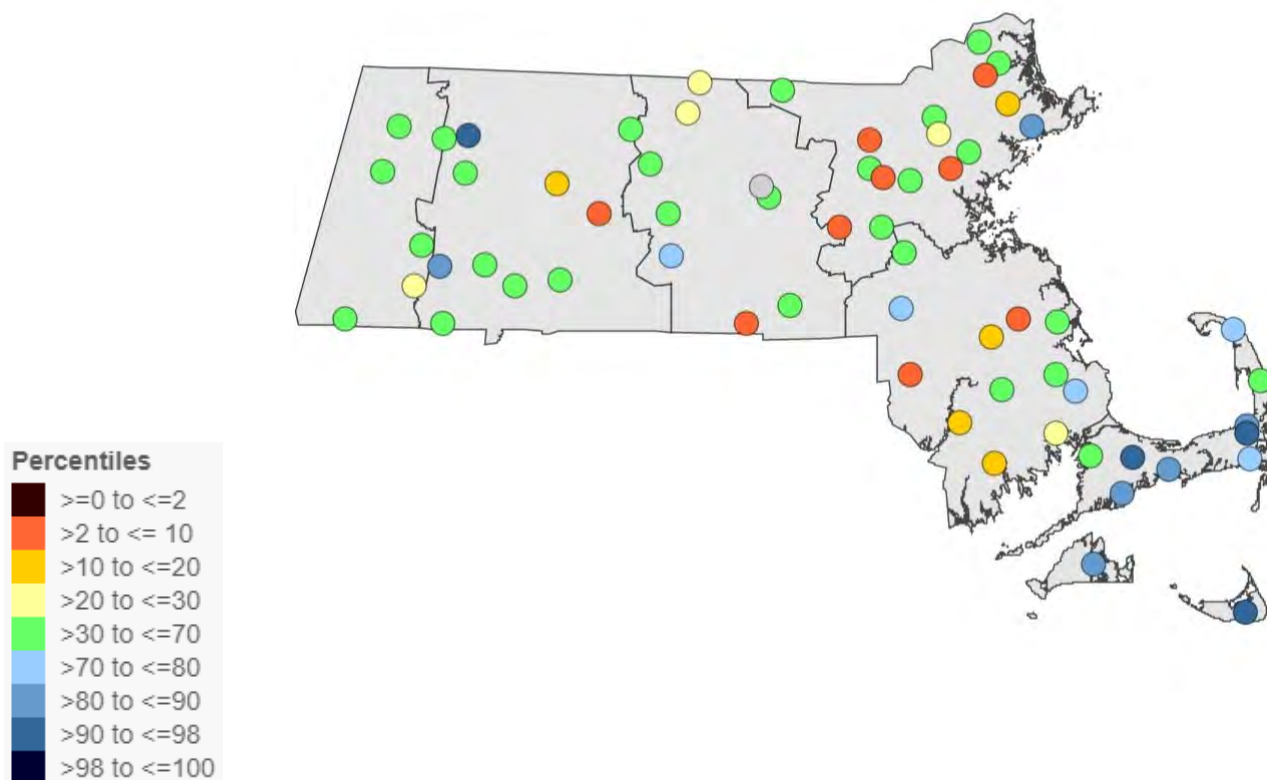 Percentiles
>=0 to <=2
>2 to <= 10
>10 to <=20
>20 to <=30
>30 to <=70
>70 to <=80
>80 to <=90
>90 to <=98
>98 to <=100